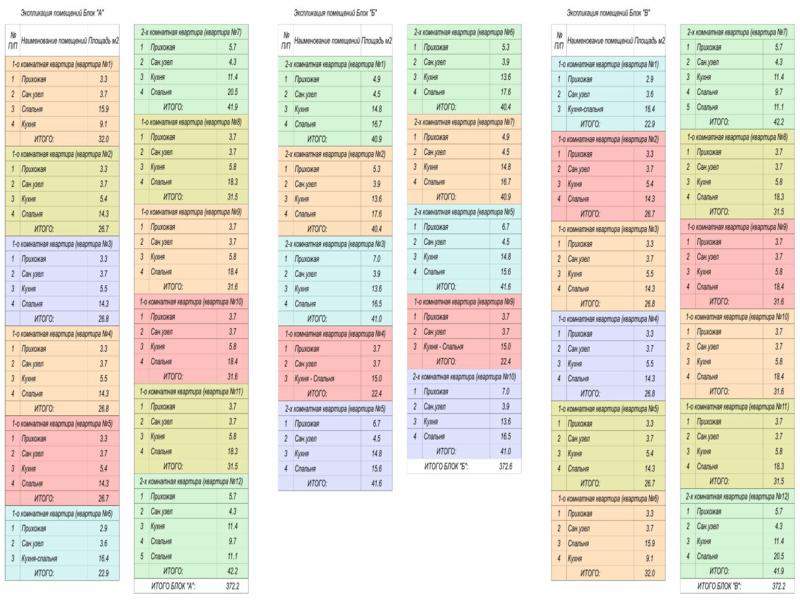 Экспликация помещений Блок "А"
№ П/П Наименование помещений Площадь м2
1-о комнатная квартира (квартира №1)
1 Прихожая 3.3
2 Сан.узел 3.7
3 Спальня 15.9
4 Кухня 9.1
ИТОГО: 32.0
1-о комнатная квартира (квартира №2)
1 Прихожая 3.3
2 Сан.узел 3.7
3 Кухня 5.4
4 Спальня 14.3
ИТОГО: 26.7
1-о комнатная квартира (квартира №3)
1 Прихожая 3.3
2 Сан.узел 3.7
3 Кухня 5.5
4 Спальня 14.3
ИТОГО: 26.8
1-о комнатная квартира (квартира №4)
1 Прихожая 3.3
2 Сан.узел 3.7
3 Кухня 5.5
4 Спальня 14.3
ИТОГО: 26.8
1-о комнатная квартира (квартира №5)
1 Прихожая 3.3
2 Сан.узел 3.7
3 Кухня 5.4
4 Спальня 14.3
ИТОГО: 26.7
1-о комнатная квартира (квартира №6)
1 Прихожая 2.9
2 Сан.узел 3.6
3 Кухня-спальня 16.4
ИТОГО: 22.9
2-х комнатная квартира (квартира №7)
1 Прихожая 5.7
2 Сан.узел 4.3
3 Кухня 11.4
4 Спальня 20.5
ИТОГО: 41.9
1-о комнатная квартира (квартира №8)
1 Прихожая 3.7
2 Сан.узел 3.7
3 Кухня 5.8
4 Спальня 18.3
ИТОГО: 31.5
1-о комнатная квартира (квартира №9)
1 Прихожая 3.7
2 Сан.узел 3.7
3 Кухня 5.8
4 Спальня 18.4
ИТОГО: 31.6
1-о комнатная квартира (квартира №10)
1 Прихожая 3.7
2 Сан.узел 3.7
3 Кухня 5.8
4 Спальня 18.4
ИТОГО: 31.6
1-о комнатная квартира (квартира №11)
1 Прихожая 3.7
2 Сан.узел 3.7
3 Кухня 5.8
4 Спальня 18.3
ИТОГО: 31.5
2-х комнатная квартира (квартира №12)
1 Прихожая 5.7
2 Сан.узел 4.3
3 Кухня 11.4
4 Спальня 9.7
5 Спальня 11.1
ИТОГО: 42.2
ИТОГО БЛОК "А": 372.2
Экспликация помещений Блок "Б"
№ П/П Наименование помещений Площадь м2
2-х комнатная квартира (квартира №1)
1 Прихожая 4.9
2 Сан.узел 4.5
3 Кухня 14.8
4 Спальня 16.7
ИТОГО: 40.9
2-х комнатная квартира (квартира №2)
1 Прихожая 5.3
2 Сан.узел 3.9
3 Кухня 13.6
4 Спальня 17.6
ИТОГО: 40.4
2-х комнатная квартира (квартира №3)
1 Прихожая 7.0
2 Сан.узел 3.9
3 Кухня 13.6
4 Спальня 16.5
ИТОГО: 41.0
1-о комнатная квартира (квартира №4)
1 Прихожая 3.7
2 Сан.узел 3.7
3 Кухня - Спальня 15.0
ИТОГО: 22.4
2-х комнатная квартира (квартира №5)
1 Прихожая 6.7
2 Сан.узел 4.5
3 Кухня 14.8
4 Спальня 15.6
ИТОГО: 41.6
2-х комнатная квартира (квартира №6)
1 Прихожая 5.3
2 Сан.узел 3.9
3 Кухня 13.6
4 Спальня 17.6
ИТОГО: 40.4
2-х комнатная квартира (квартира №7)
1 Прихожая 4.9
2 Сан.узел 4.5
3 Кухня 14.8
4 Спальня 16.7
ИТОГО: 40.9
2-х комнатная квартира (квартира №5)
1 Прихожая 6.7
2 Сан.узел 4.5
3 Кухня 14.8
4 Спальня 15.6
ИТОГО: 41.6
1-о комнатная квартира (квартира №9)
1 Прихожая 3.7
2 Сан.узел 3.7
3 Кухня - Спальня 15.0
ИТОГО: 22.4
2-х комнатная квартира (квартира №10)
1 Прихожая 7.0
2 Сан.узел 3.9
3 Кухня 13.6
4 Спальня 16.5
ИТОГО: 41.0
ИТОГО БЛОК "Б": 372.6
Экспликация помещений Блок "В"
№ П/П Наименование помещений Площадь м2
1-о комнатная квартира (квартира №1)
1 Прихожая 2.9
2 Сан.узел 3.6
3 Кухня-спальня 16.4
ИТОГО: 22.9
1-о комнатная квартира (квартира №2)
1 Прихожая 3.3
2 Сан.узел 3.7
3 Кухня 5.4
4 Спальня 14.3
ИТОГО: 26.7
1-о комнатная квартира (квартира №3)
1 Прихожая 3.3
2 Сан.узел 3.7
3 Кухня 5.5
4 Спальня 14.3
ИТОГО: 26.8
1-о комнатная квартира (квартира №4)
1 Прихожая 3.3
2 Сан.узел 3.7
3 Кухня 5.5
4 Спальня 14.3
ИТОГО: 26.8
1-о комнатная квартира (квартира №5)
1 Прихожая 3.3
2 Сан.узел 3.7
3 Кухня 5.4
4 Спальня 14.3
ИТОГО: 26.7
1-о комнатная квартира (квартира №6)
1 Прихожая 3.3
2 Сан.узел 3.7
3 Спальня 15.9
4 Кухня 9.1
ИТОГО: 32.0
2-х комнатная квартира (квартира №7)
1 Прихожая 5.7
2 Сан.узел 4.3
3 Кухня 11.4
4 Спальня 9.7
5 Спальня 11.1
ИТОГО: 42.2
1-о комнатная квартира (квартира №8)
1 Прихожая 3.7
2 Сан.узел 3.7
3 Кухня 5.8
4 Спальня 18.3
ИТОГО: 31.5
1-о комнатная квартира (квартира №9)
1 Прихожая 3.7
2 Сан.узел 3.7
3 Кухня 5.8
4 Спальня 18.4
ИТОГО: 31.6
1-о комнатная квартира (квартира №10)
1 Прихожая 3.7
2 Сан.узел 3.7
3 Кухня 5.8
4 Спальня 18.4
ИТОГО: 31.6
1-о комнатная квартира (квартира №11)
1 Прихожая 3.7
2 Сан.узел 3.7
3 Кухня 5.8
4 Спальня 18.3
ИТОГО: 31.5
2-х комнатная квартира (квартира №12)
1 Прихожая 5.7
2 Сан.узел 4.3
3 Кухня 11.4
4 Спальня 20.5
ИТОГО: 41.9
ИТОГО БЛОК "В": 372.2